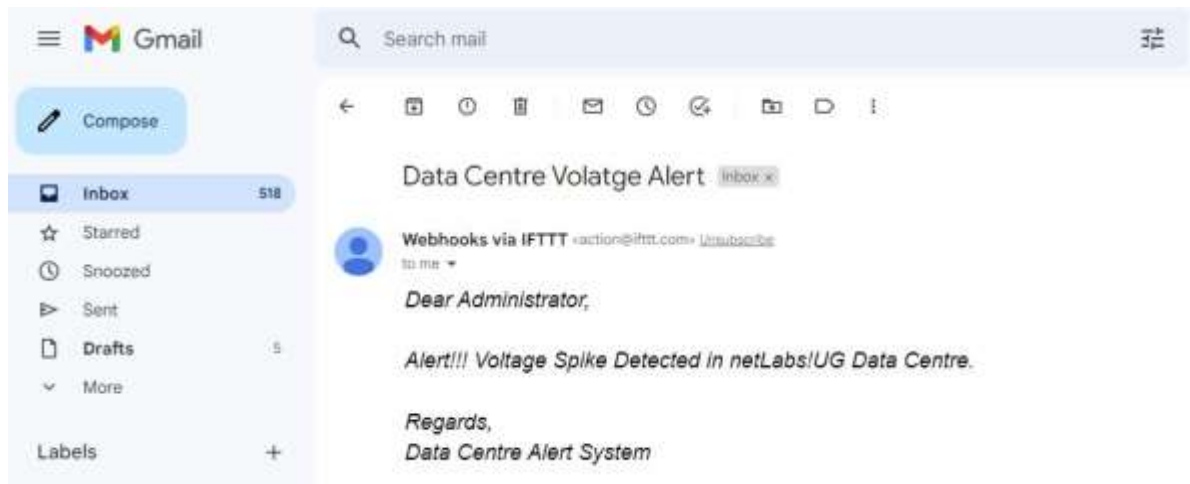 Gmail
Search mail
Compose
Inbox 518
Starred
Snoozed
Sent
Drafts 5
More
Labels +
Data Centre Volatge Alert Inbox x
Webhooks via IFTTT <action@ifttt.com> Unsubscribe
to me
Dear Administrator,
Alert!!! Voltage Spike Detected in netLabs!UG Data Centre.
Regards,
Data Centre Alert System